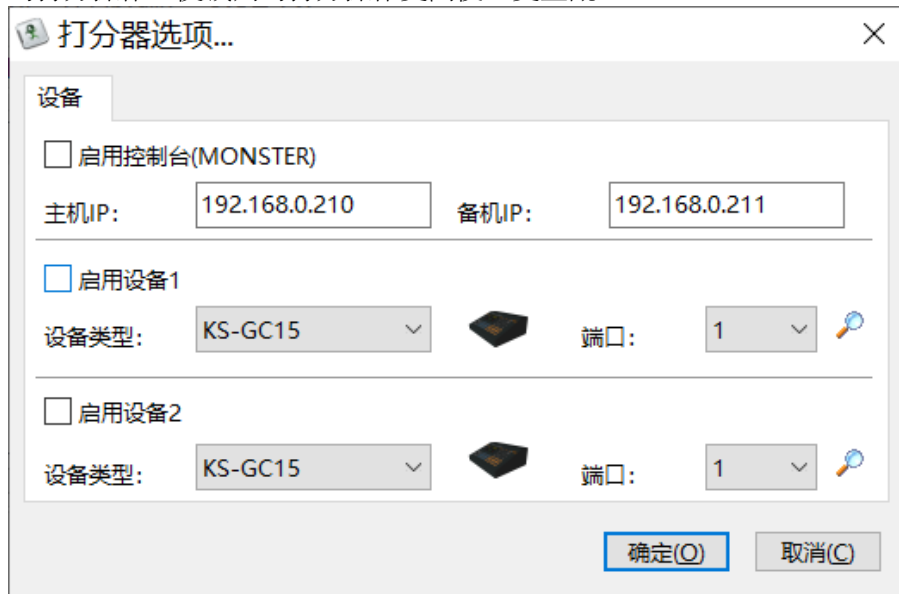 打分器选项...
设备
启用控制台(MONSTER)
主机IP: 192.168.0.210 备机IP: 192.168.0.211
启用设备1
设备类型: KS-GC15 端口: 1
启用设备2
设备类型: KS-GC15 端口: 1
确定(O) 取消(C)